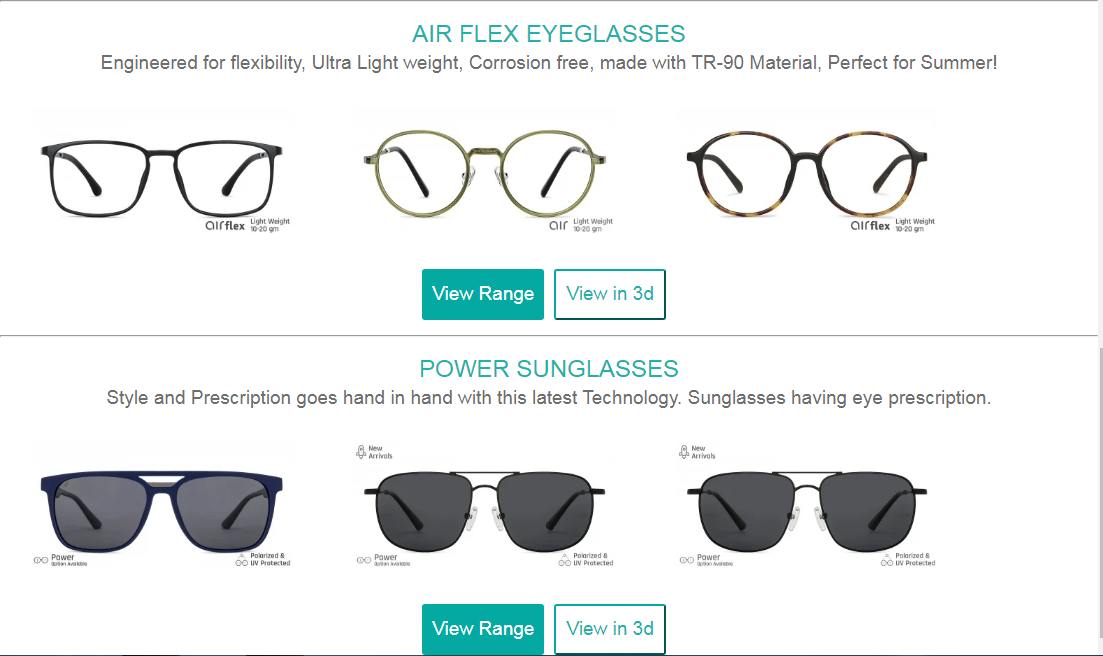 AIR FLEX EYEGLASSES
Engineered for flexibility, Ultra Light weight, Corrosion free, made with TR-90 Material, Perfect for Summer!
airflex Light Weight 10-20 gm
air Light Weight 10-20 gm
airflex Light Weight 10-20 gm
View Range
View in 3d
POWER SUNGLASSES
Style and Prescription goes hand in hand with this latest Technology. Sunglasses having eye prescription.
New
Arrivals
New
Arrivals
Power
Option Available
Polarized &
UV Protected
Power
Option Available
Polarized &
UV Protected
Power
Option Available
Polarized &
UV Protected
View Range
View in 3d